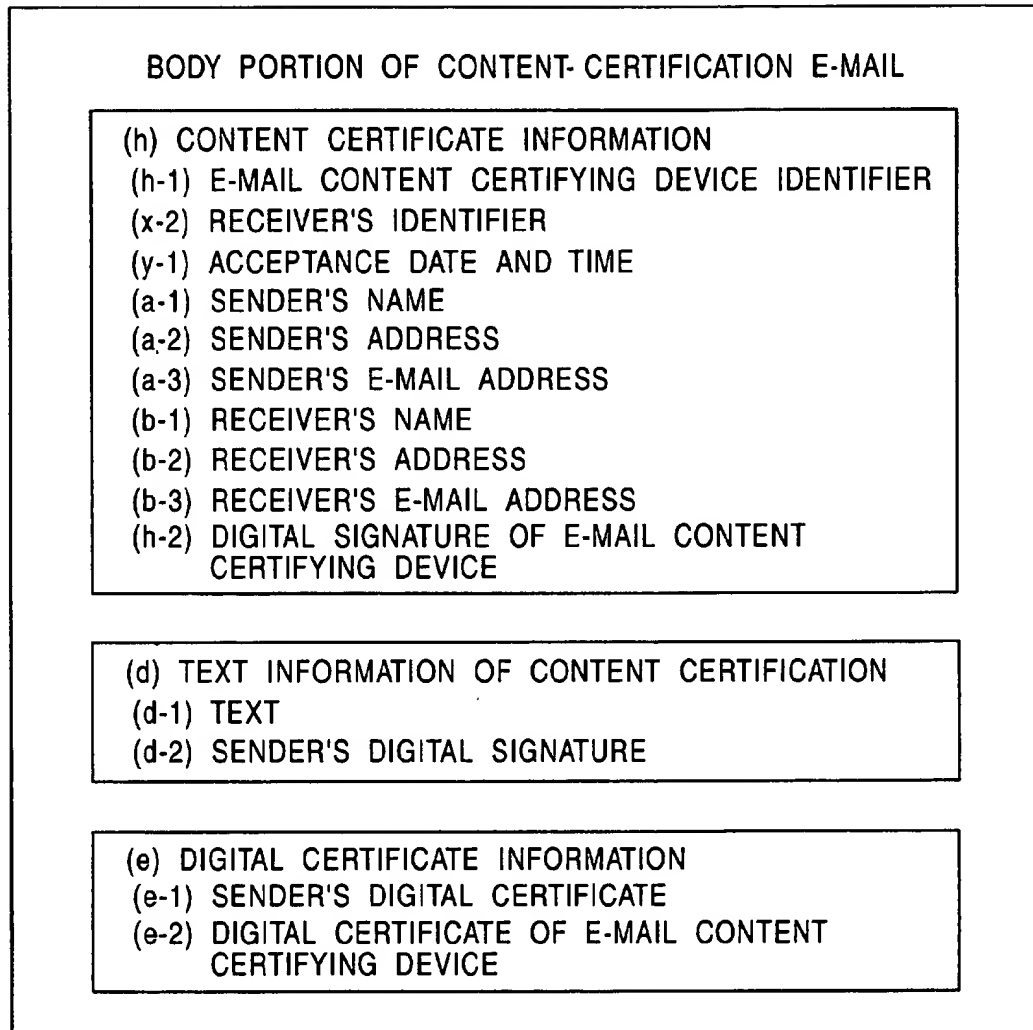 BODY PORTION OF CONTENT-CERTIFICATION E-MAIL
(h) CONTENT CERTIFICATE INFORMATION
(h-1) E-MAIL CONTENT CERTIFYING DEVICE IDENTIFIER
(x-2) RECEIVER'S IDENTIFIER
(y-1) ACCEPTANCE DATE AND TIME
(a-1) SENDER'S NAME
(a-2) SENDER'S ADDRESS
(a-3) SENDER'S E-MAIL ADDRESS
(b-1) RECEIVER'S NAME
(b-2) RECEIVER'S ADDRESS
(b-3) RECEIVER'S E-MAIL ADDRESS
(h-2) DIGITAL SIGNATURE OF E-MAIL CONTENT
CERTIFYING DEVICE
(d) TEXT INFORMATION OF CONTENT CERTIFICATION
(d-1) TEXT
(d-2) SENDER'S DIGITAL SIGNATURE
(e) DIGITAL CERTIFICATE INFORMATION
(e-1) SENDER'S DIGITAL CERTIFICATE
(e-2) DIGITAL CERTIFICATE OF E-MAIL CONTENT
CERTIFYING DEVICE